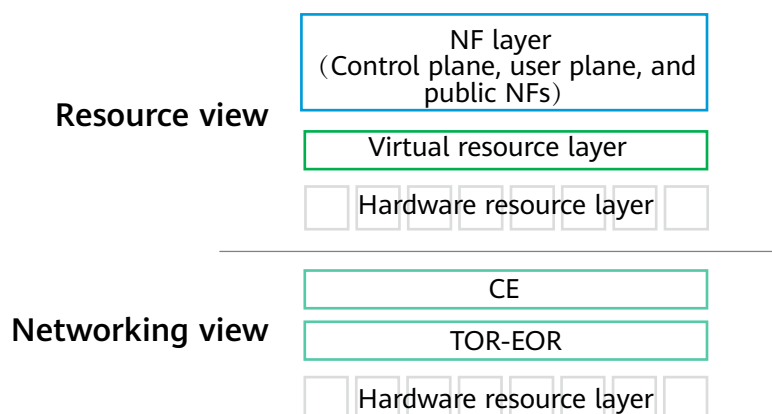 Resource view
NF layer
（Control plane, user plane, and
public NFs）
Virtual resource layer
Hardware resource layer
Networking view
CE
TOR-EOR
Hardware resource layer